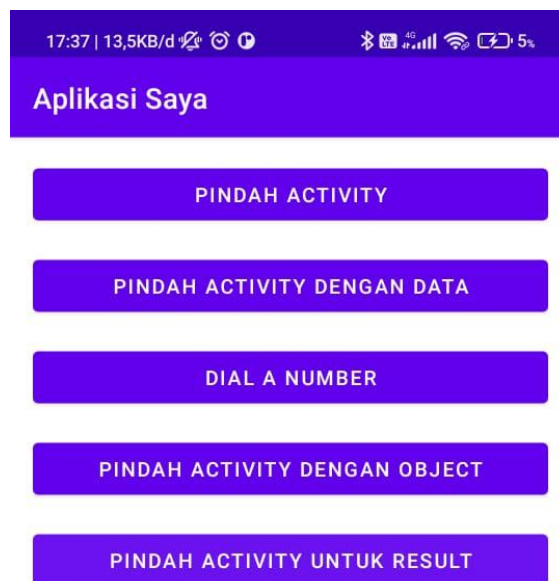 17:37 | 13,5KB/d 4G 5%
Aplikasi Saya
PINDAH ACTIVITY
PINDAH ACTIVITY DENGAN DATA
DIAL A NUMBER
PINDAH ACTIVITY DENGAN OBJECT
PINDAH ACTIVITY UNTUK RESULT